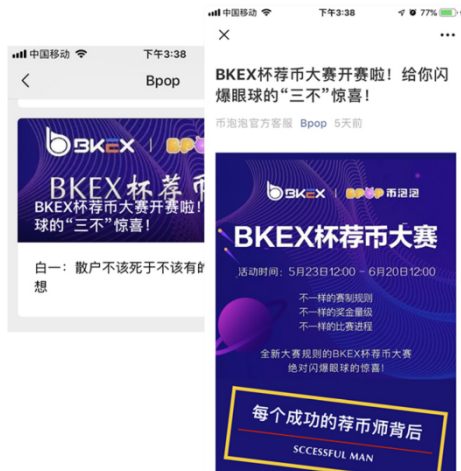 中国移动
下午3:38
Bpop
BKEX
BKEX杯荐
BKEX杯荐币大赛开赛啦!
球的“三不”惊喜!
白一:散户不该死于不该有的
想
中国移动
下午3:38
77%
BKEX杯荐币大赛开赛啦!给你闪
爆眼球的“三不”惊喜!
币泡泡官方客服 Bpop 5天前
BKEX BPOP 币泡泡
BKEX杯荐币大赛
活动时间:5月23日12:00 - 6月20日12:00
不一样的赛制规则
不一样的奖金量级
不一样的比赛进程
全新大赛规则的BKEX杯荐币大赛
绝对闪爆眼球的惊喜!
每个成功的荐币师背后
SCCESSFUL MAN